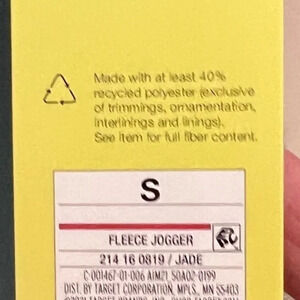 Made with at least 40%
recycled polyester (exclusive
of trimmings, ornamentation,
interlinings and linings).
See item for full fiber content.
S
FLEECE JOGGER
214 16 0819 / JADE
C-001467-01-006 AIM21 50A02-0199
DIST. BY TARGET CORPORATION, MPLS, MN 55403